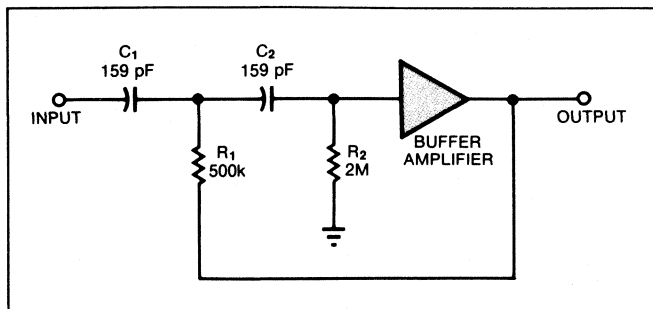 C₁
159 pF
C₂
159 pF
INPUT
R₁
500k
R₂
2M
BUFFER
AMPLIFIER
OUTPUT